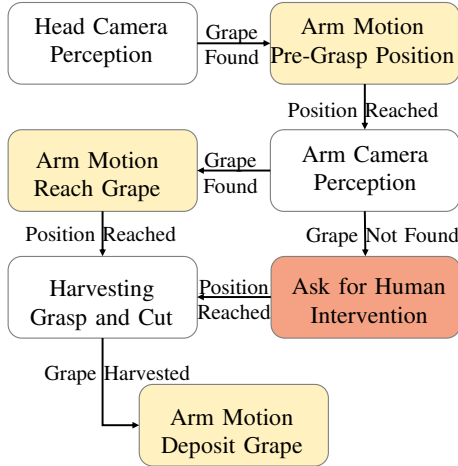 Head Camera
Perception
Grape
Found
Arm Motion
Pre-Grasp Position
Position Reached
Arm Motion
Reach Grape
Grape
Found
Arm Camera
Perception
Position Reached
Grape Not Found
Harvesting
Grasp and Cut
Position
Reached
Ask for Human
Intervention
Grape Harvested
Arm Motion
Deposit Grape